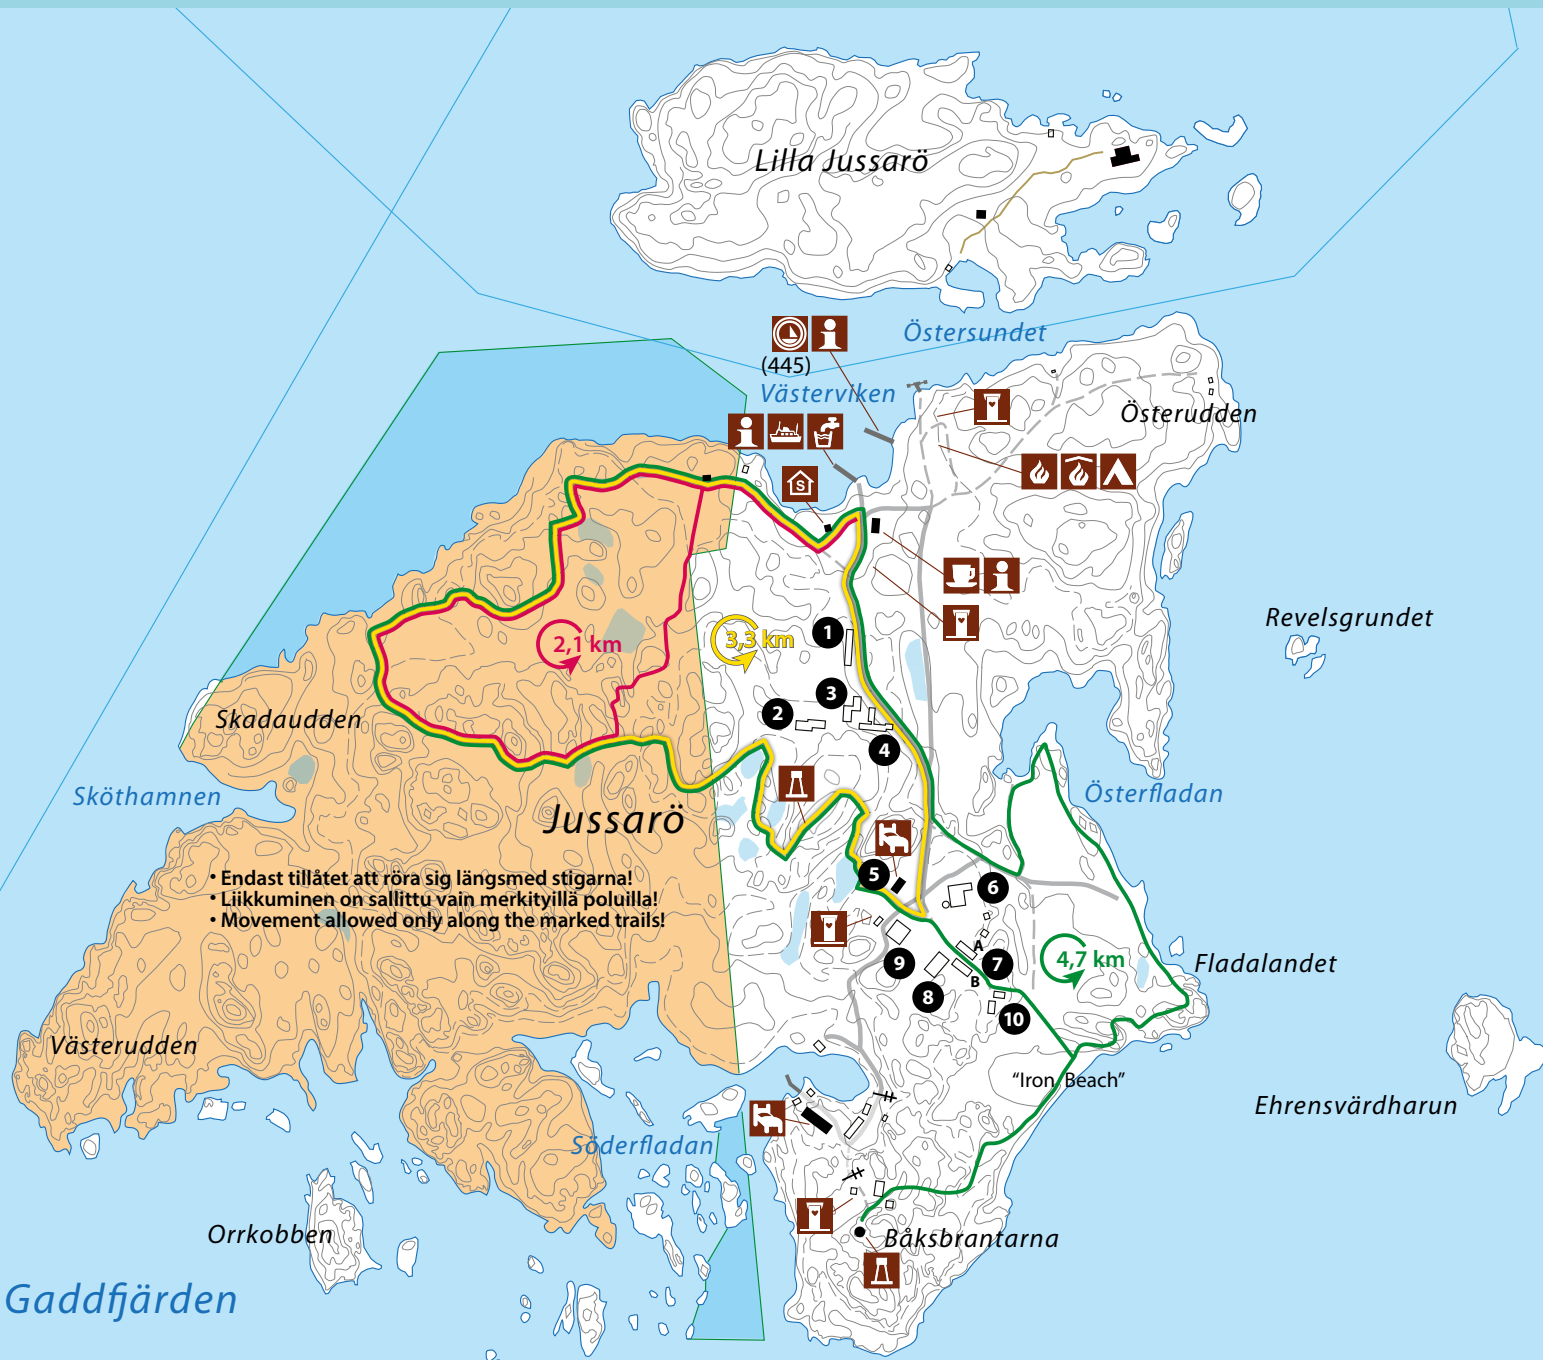 Lilla Jussarö
Östersundet
(445)
Västerviken
Österudden
S
Revelsgrundet
1
2,1 km
3,3 km
3
2
Skadaudden
4
Sköthamnen
Österfladan
Jussarö
• Endast tillåtet att röra sig längsmed stigarna!
• Liikkuminen on sallittu vain merkityillä poluilla!
• Movement allowed only along the marked trails!
5
6
A
7
B
9
8
10
4,7 km
Fladalandet
Västerudden
"Iron Beach"
Ehrensvärdharun
Söderfladan
Orrkobben
Båksbrantarna
Gaddfjärden